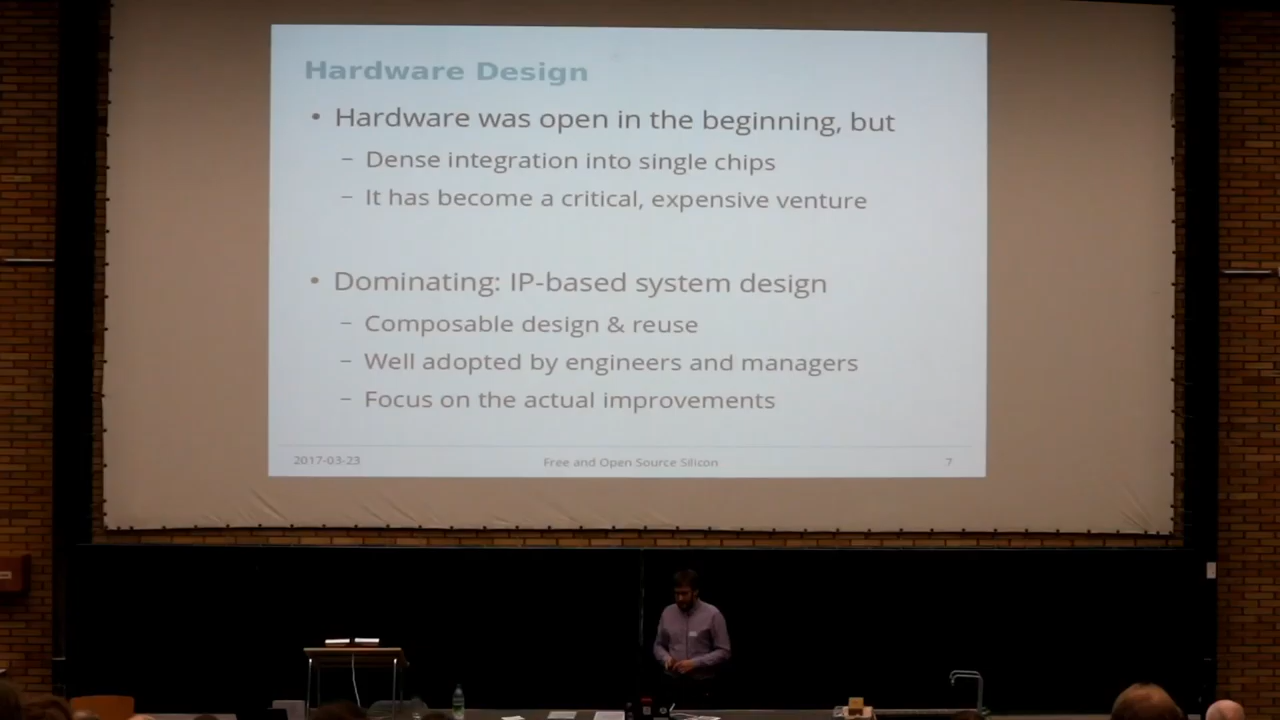 Hardware Design
• Hardware was open in the beginning, but
– Dense integration into single chips
– It has become a critical, expensive venture
• Dominating: IP-based system design
– Composable design & reuse
– Well adopted by engineers and managers
– Focus on the actual improvements
2017-03-23 Free and Open Source Silicon 7